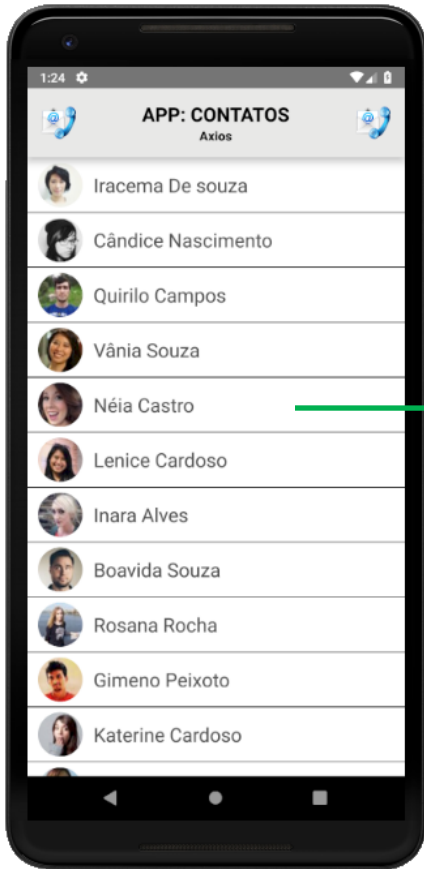 1:24
APP: CONTATOS
Axios
Iracema De souza
Cândice Nascimento
Quirilo Campos
Vânia Souza
Néia Castro
Lenice Cardoso
Inara Alves
Boavida Souza
Rosana Rocha
Gimeno Peixoto
Katerine Cardoso